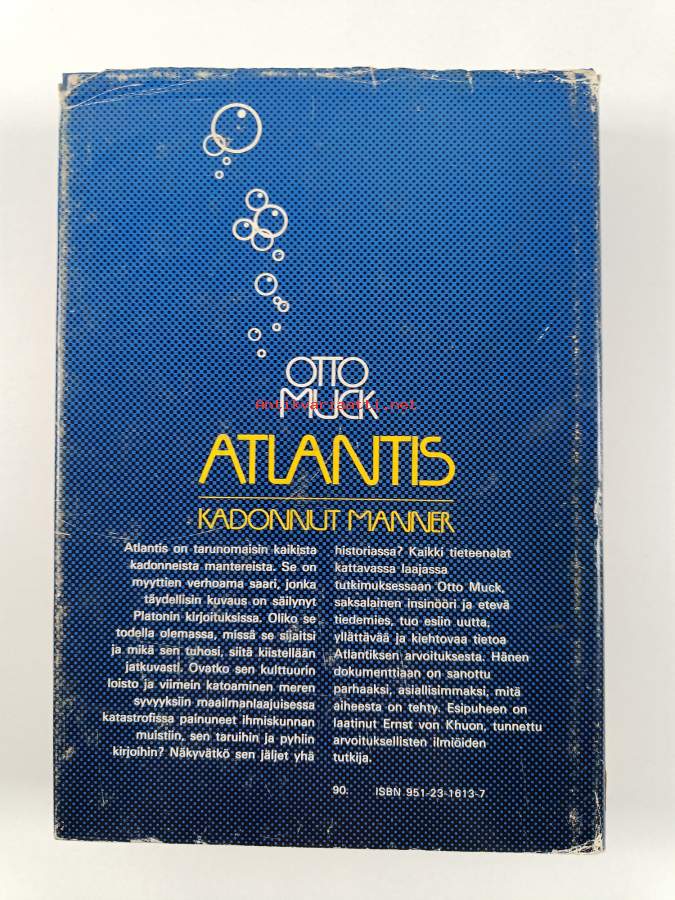 OTTO
MUCK
Antikvariaatti.net
ATLANTIS
KADONNUT MANNER
Atlantis on tarunomaisin kaikista
kadonneista mantereista. Se on
myyttien verhoama saari, jonka
täydellisin kuvaus on säilynyt
Platonin kirjoituksissa. Oliko se
todella olemassa, missä se sijaitsi
ja mikä sen tuhosi, siitä kiistellään
jatkuvasti. Ovatko sen kulttuurin
loisto ja viimein katoaminen meren
syvyyksiin maailmanlaajuisessa
katastrofissa painuneet ihmiskunnan
muistiin, sen taruihin ja pyhiin
kirjoihin? Näkyvätkö sen jäljet yhä
historiassa? Kaikki tieteenalat
kattavassa laajassa
tutkimuksessaan Otto Muck,
saksalainen insinööri ja etevä
tiedemies, tuo esiin uutta,
yllättävää ja kiehtovaa tietoa
Atlantiksen arvoituksesta. Hänen
dokumenttiaan on sanottu
parhaaksi, asiallisimmaksi, mitä
aiheesta on tehty. Esipuheen on
laatinut Ernst von Khuon, tunnettu
arvoituksellisten ilmiöiden
tutkija.
90. ISBN 951-23-1613-7